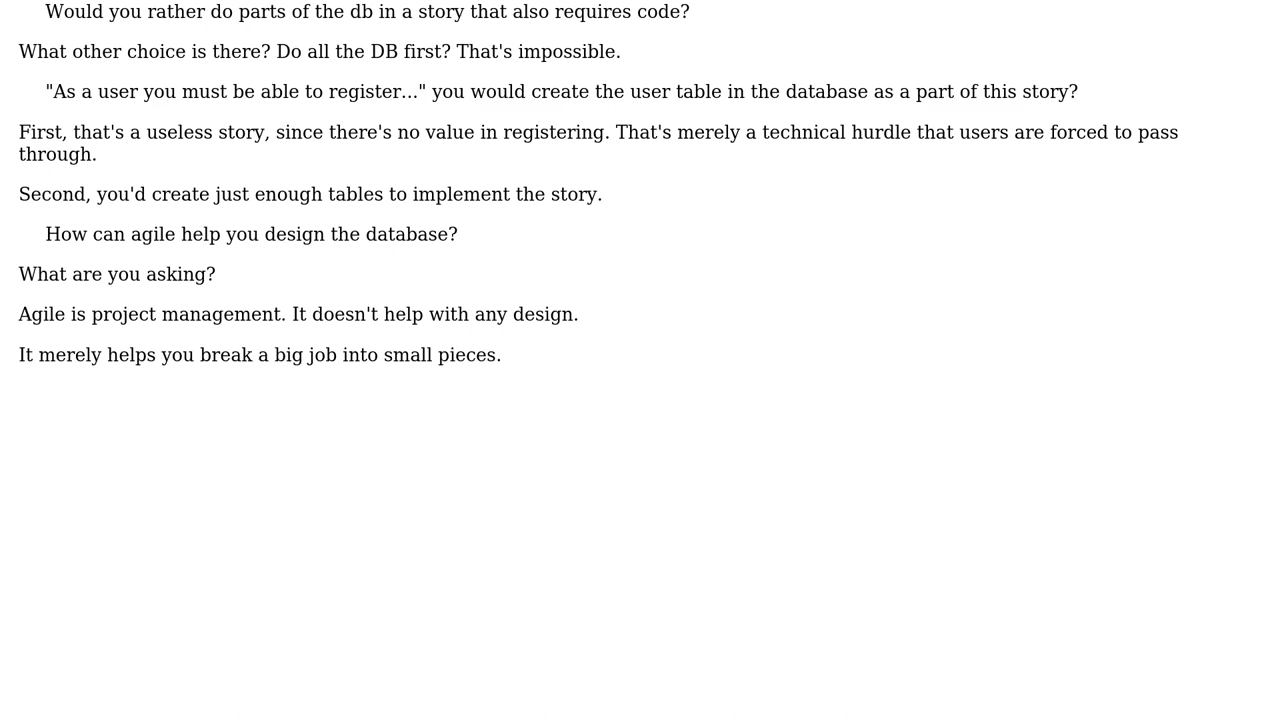 Would you rather do parts of the db in a story that also requires code?
What other choice is there? Do all the DB first? That's impossible.
"As a user you must be able to register..." you would create the user table in the database as a part of this story?
First, that's a useless story, since there's no value in registering. That's merely a technical hurdle that users are forced to pass
through.
Second, you'd create just enough tables to implement the story.
How can agile help you design the database?
What are you asking?
Agile is project management. It doesn't help with any design.
It merely helps you break a big job into small pieces.